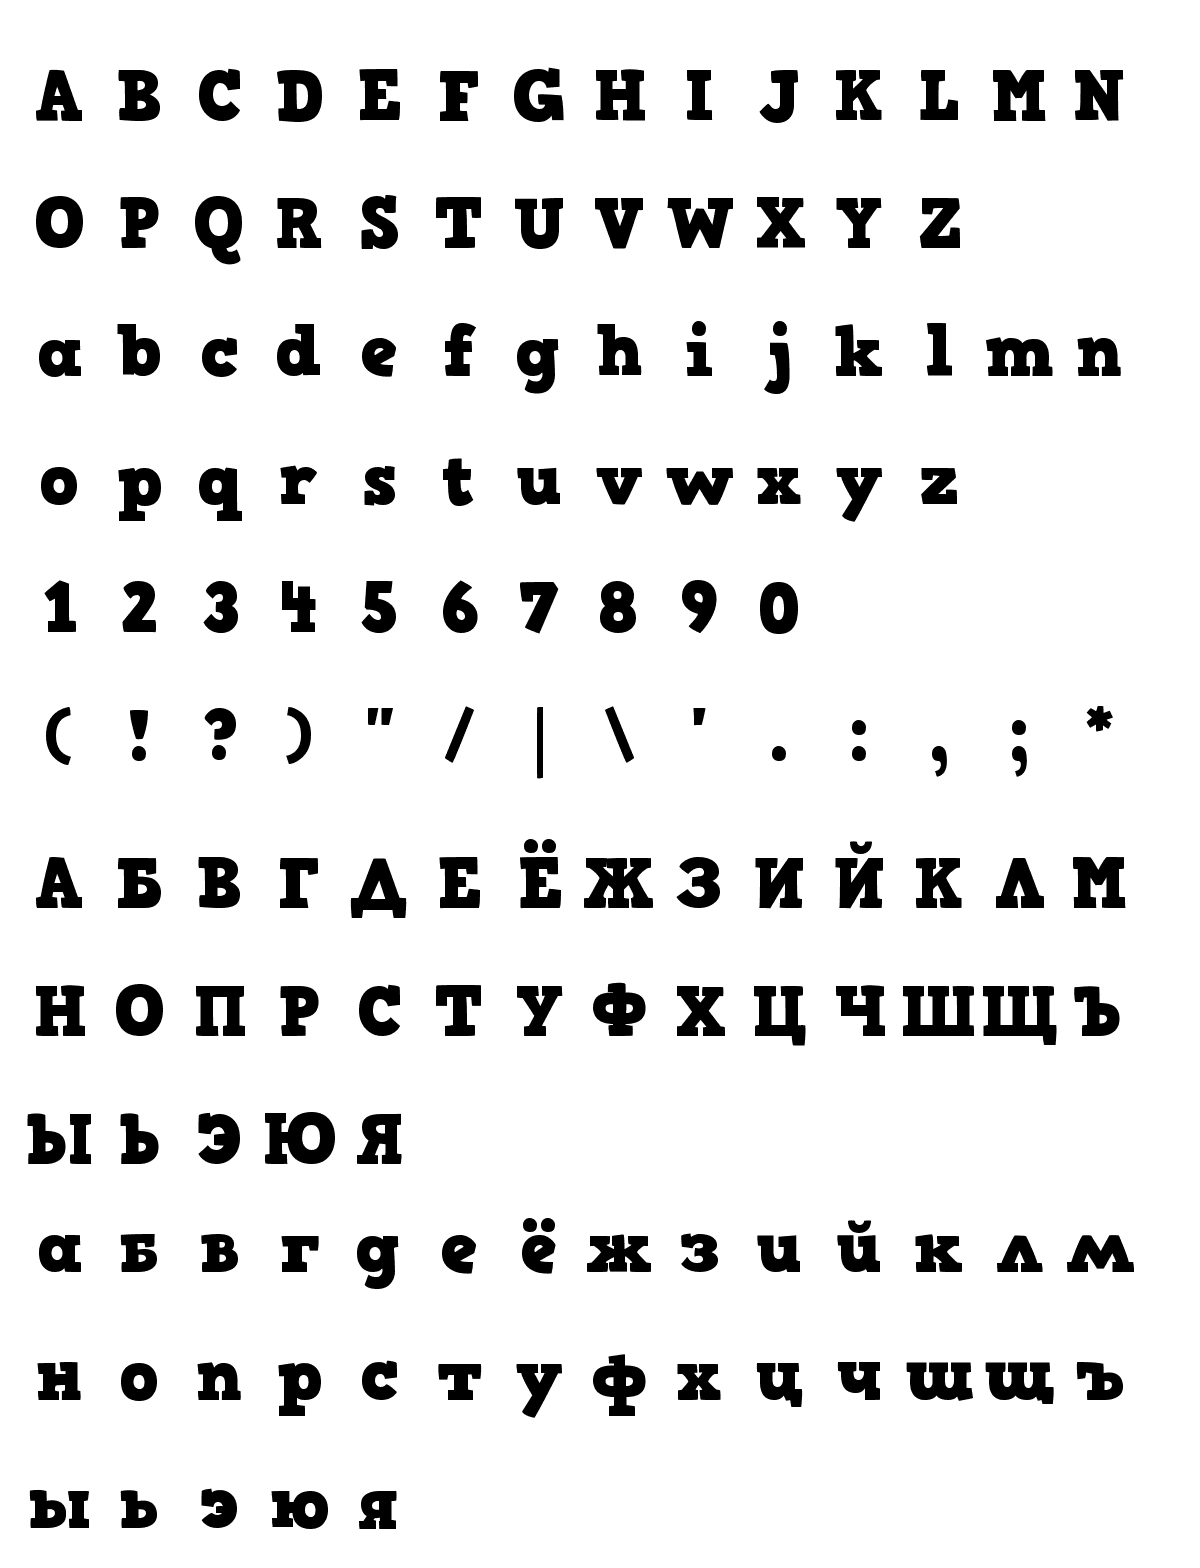 A B C D E F G H I J K L M N
O P Q R S T U V W X Y Z
a b c d e f g h i j k l m n
o p q r s t u v w x y z
1 2 3 4 5 6 7 8 9 0
( ! ? ) " / | \ ' . : , ; *
А Б В Г Д Е Ё Ж З И Й К Л М
Н О П Р С Т У Ф Х Ц Ч Ш Щ Ъ
Ы Ь Э Ю Я
а б в г д е ё ж з и й к л м
н о п р с т у ф х ц ч ш щ ъ
ы ь э ю я